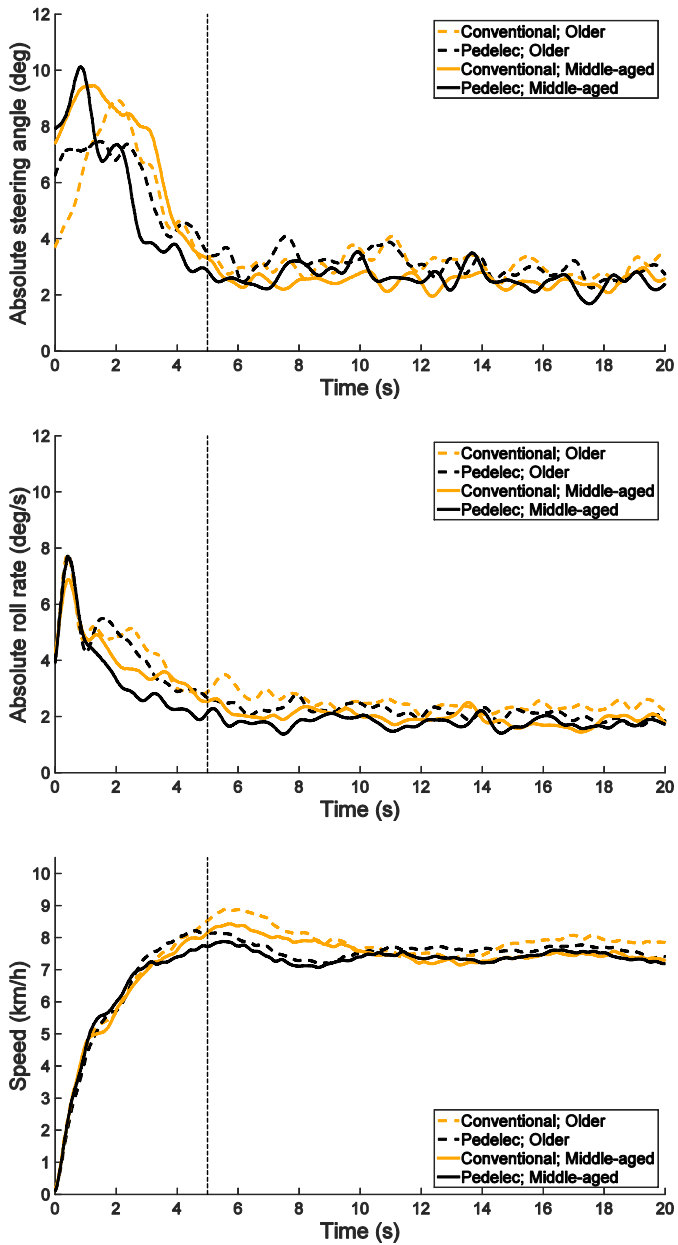 12
10
8
6
4
2
0
Absolute steering angle (deg)
Conventional; Older
Pedelec; Older
Conventional; Middle-aged
Pedelec; Middle-aged
0 2 4 6 8 10 12 14 16 18 20
Time (s)
12
10
8
6
4
2
0
Absolute roll rate (deg/s)
Conventional; Older
Pedelec; Older
Conventional; Middle-aged
Pedelec; Middle-aged
0 2 4 6 8 10 12 14 16 18 20
Time (s)
10
9
8
7
6
5
4
3
2
1
0
Speed (km/h)
Conventional; Older
Pedelec; Older
Conventional; Middle-aged
Pedelec; Middle-aged
0 2 4 6 8 10 12 14 16 18 20
Time (s)